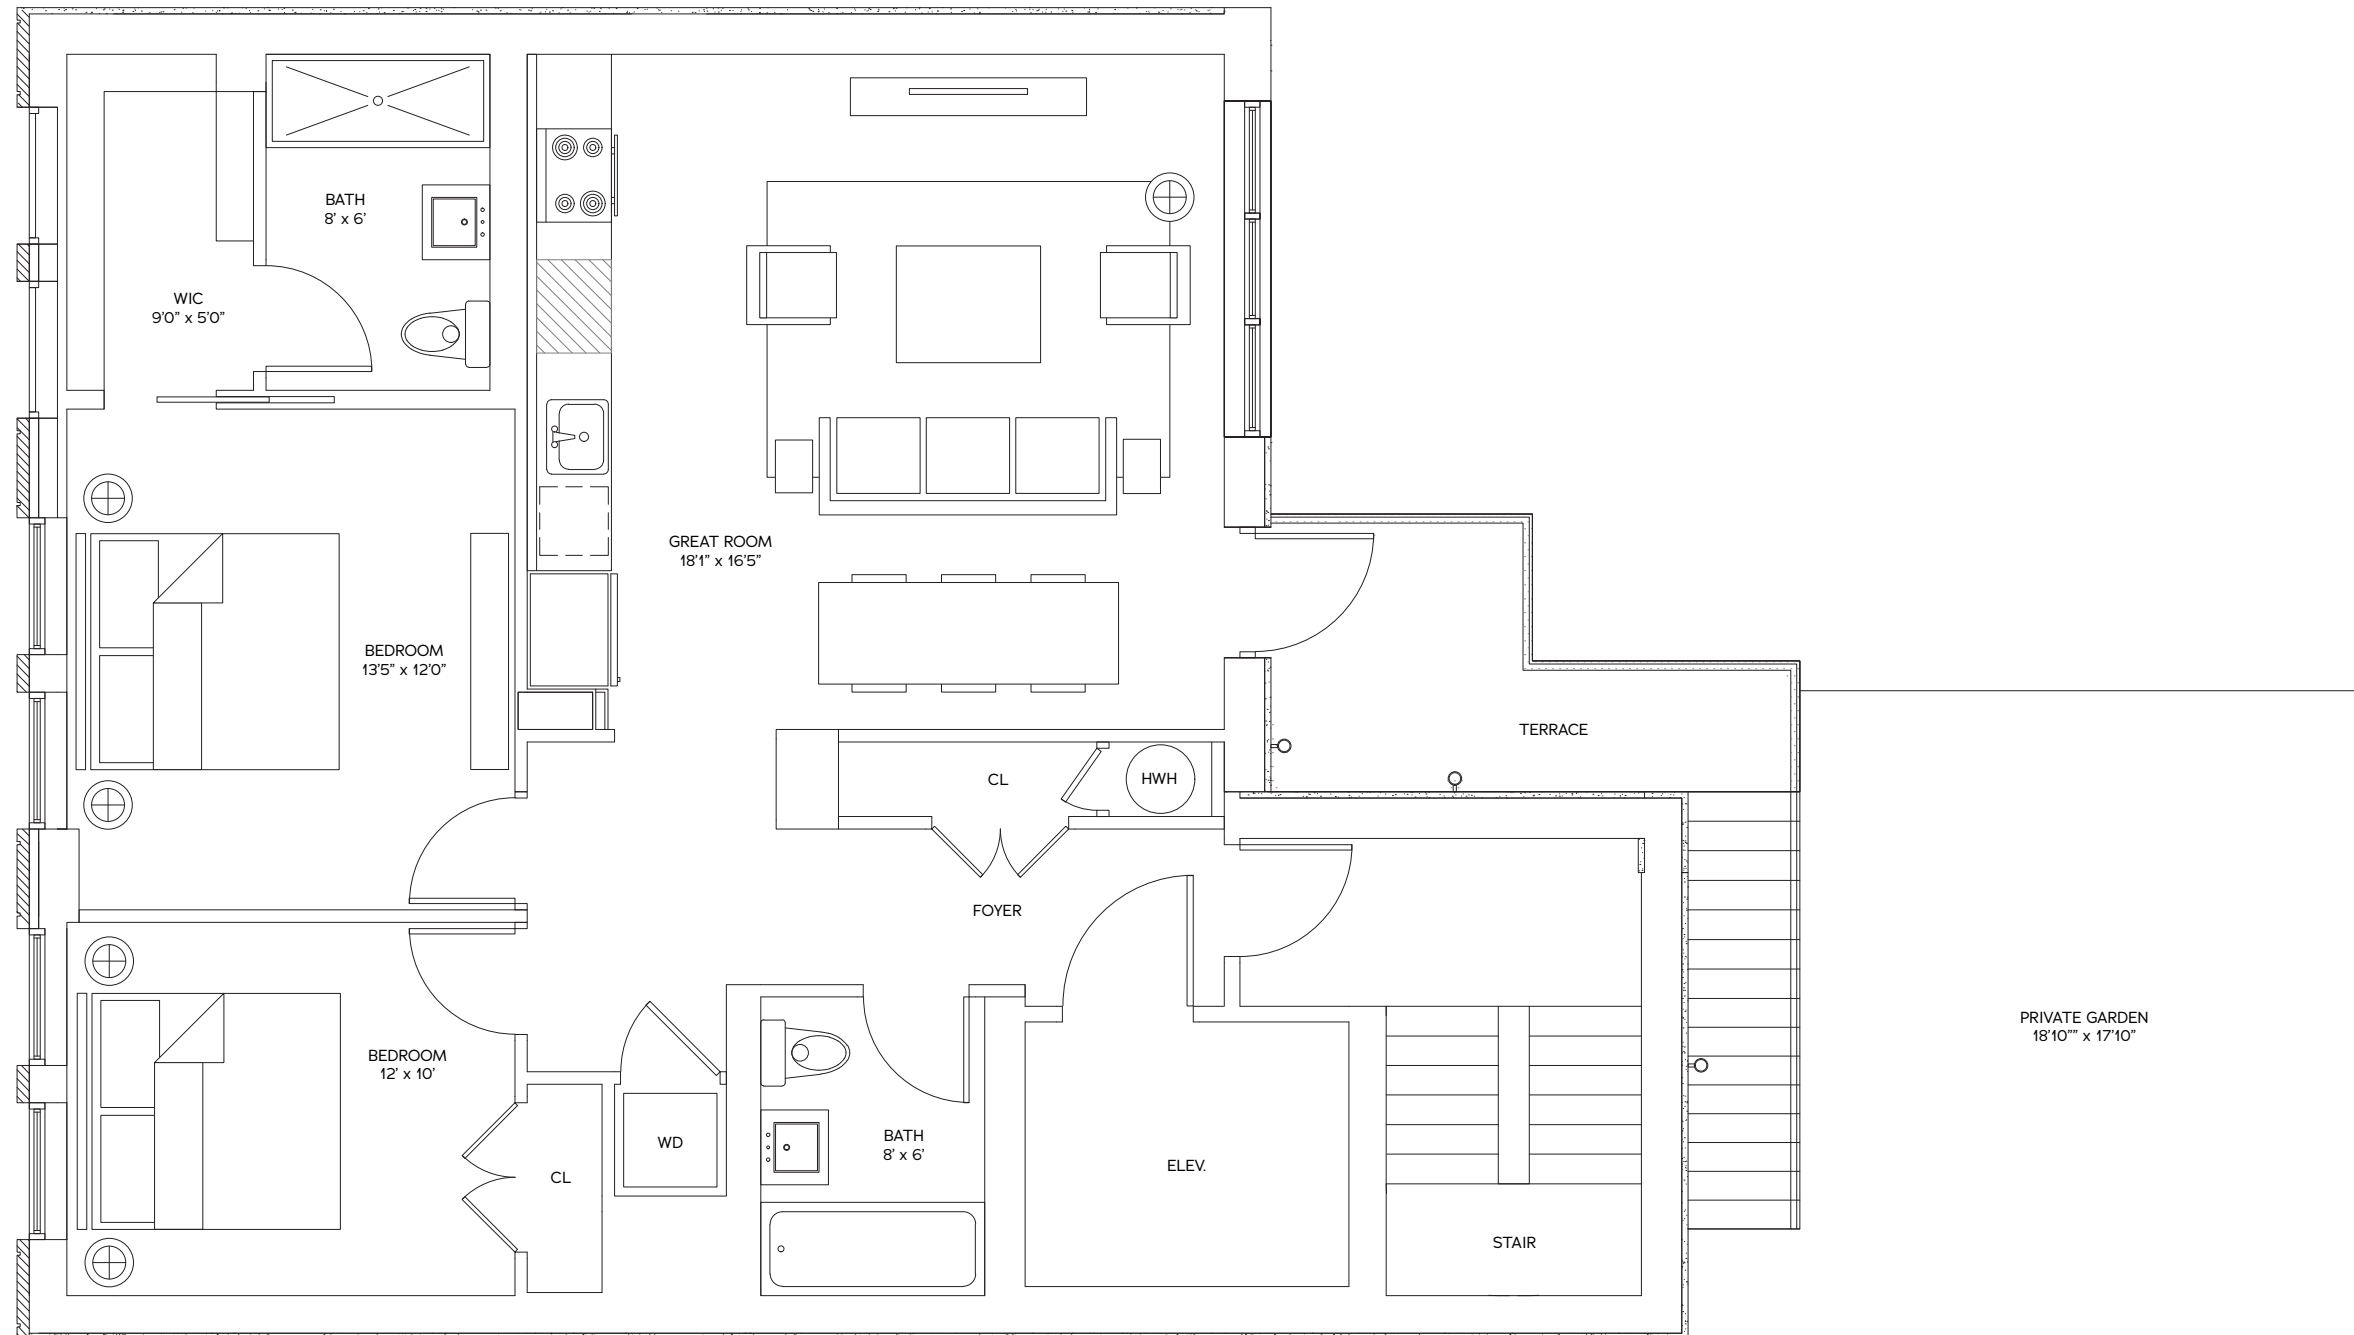 BATH
8' x 6'
WIC
9'0" x 5'0"
GREAT ROOM
18'1" x 16'5"
BEDROOM
13'5" x 12'0"
TERRACE
CL
HWH
FOYER
PRIVATE GARDEN
18'10"" x 17'10"
BEDROOM
12' x 10'
WD
BATH
8' x 6'
CL
ELEV.
STAIR